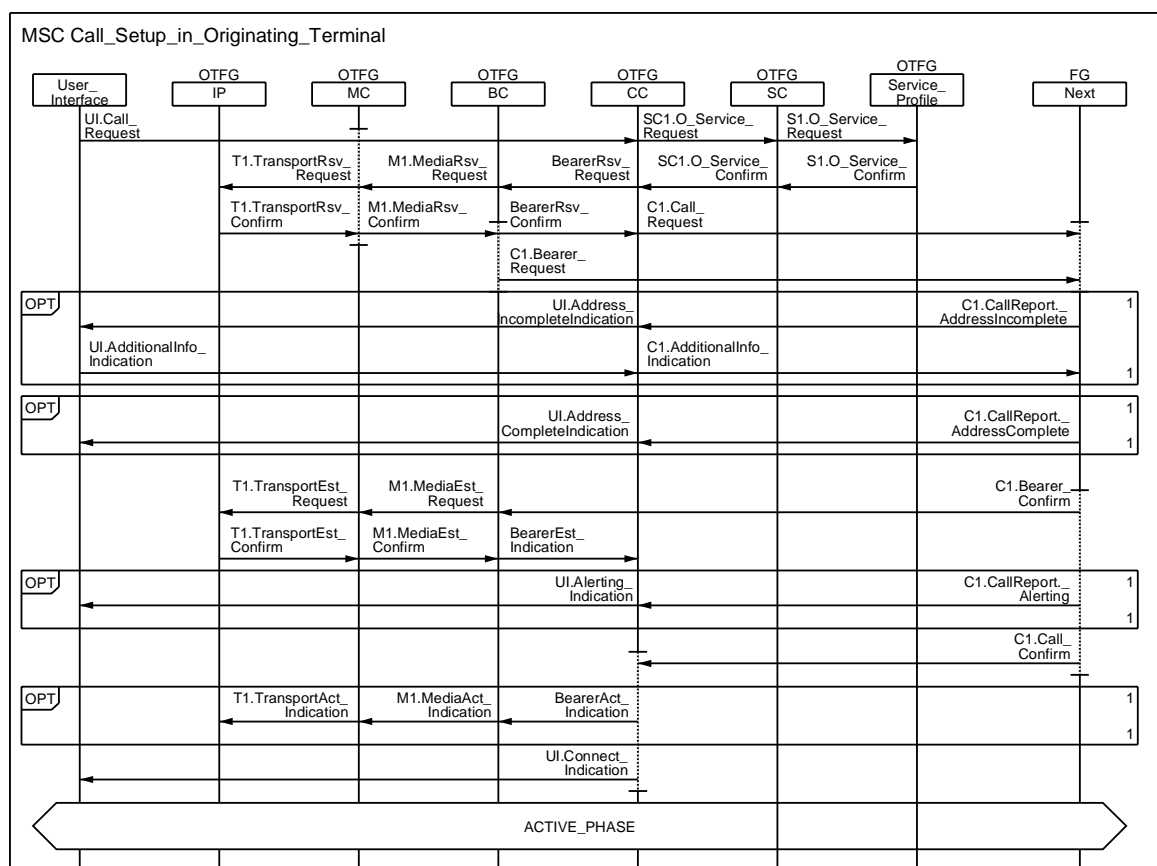 MSC Call_Setup_in_Originating_Terminal
User_
Interface
OTFG
IP
OTFG
MC
OTFG
BC
OTFG
CC
OTFG
SC
OTFG
Service_
Profile
FG
Next
UI.Call_
Request
SC1.O_Service_
Request
S1.O_Service_
Request
T1.TransportRsv_
Request
M1.MediaRsv_
Request
BearerRsv_
Request
SC1.O_Service_
Confirm
S1.O_Service_
Confirm
T1.TransportRsv_
Confirm
M1.MediaRsv_
Confirm
BearerRsv_
Confirm
C1.Call_
Request
C1.Bearer_
Request
OPT
UI.Address_
IncompleteIndication
C1.CallReport._
AddressIncomplete
1
UI.AdditionalInfo_
Indication
C1.AdditionalInfo_
Indication
1
OPT
UI.Address_
CompleteIndication
C1.CallReport._
AddressComplete
1
1
T1.TransportEst_
Request
M1.MediaEst_
Request
C1.Bearer_
Confirm
T1.TransportEst_
Confirm
M1.MediaEst_
Confirm
BearerEst_
Indication
OPT
UI.Alerting_
Indication
C1.CallReport._
Alerting
1
1
C1.Call_
Confirm
OPT
T1.TransportAct_
Indication
M1.MediaAct_
Indication
BearerAct_
Indication
1
1
UI.Connect_
Indication
ACTIVE_PHASE